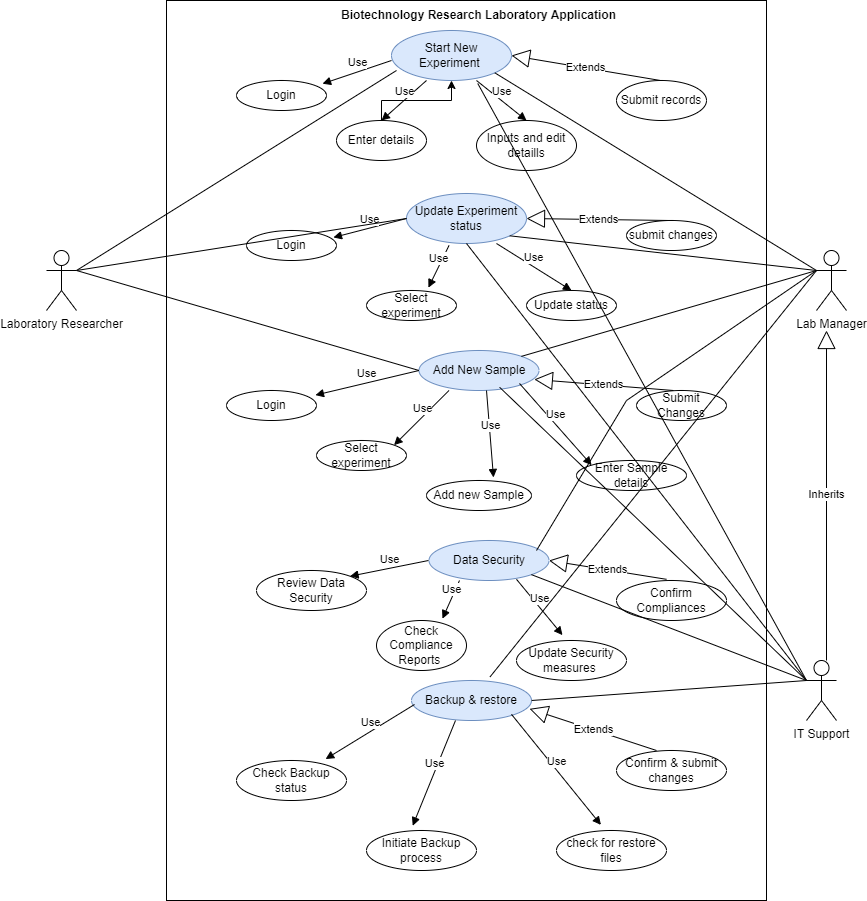 Biotechnology Research Laboratory Application
Start New
Experiment
Use
Extends
Login
Use
Use
Submit records
Enter details
Inputs and edit
detaills
Update Experiment
status
Use
Extends
Login
submit changes
Use
Use
Select
experiment
Update status
Laboratory Researcher
Lab Manager
Add New Sample
Use
Extends
Login
Use
Use
Submit
Changes
Use
Select
experiment
Enter Sample
details
Add new Sample
Inherits
Data Security
Use
Extends
Review Data
Security
Use
Use
Confirm
Compliances
Check
Compliance
Reports
Update Security
measures
Backup & restore
IT Support
Use
Extends
Check Backup
status
Use
Use
Confirm & submit
changes
Initiate Backup
process
check for restore
files